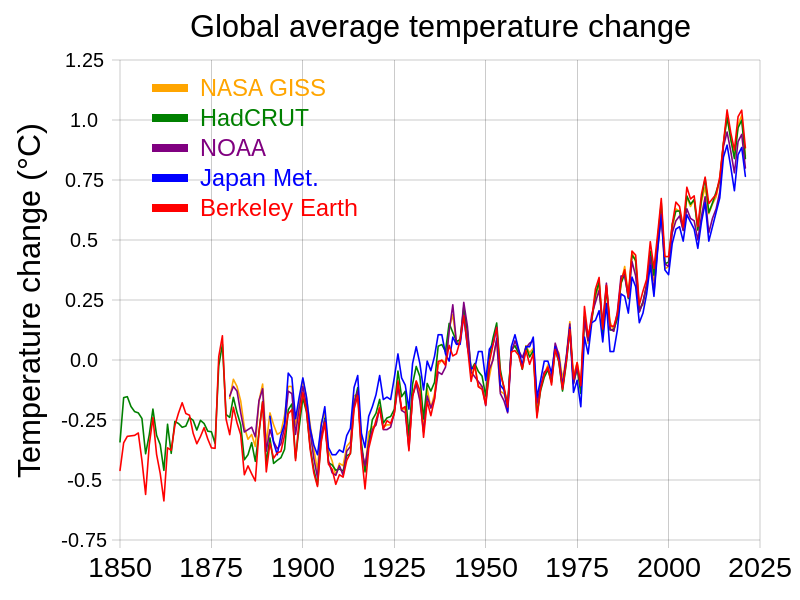 Global average temperature change
Temperature change (°C)
1.25
1.0
0.75
0.5
0.25
0.0
-0.25
-0.5
-0.75
NASA GISS
HadCRUT
NOAA
Japan Met.
Berkeley Earth
1850 1875 1900 1925 1950 1975 2000 2025